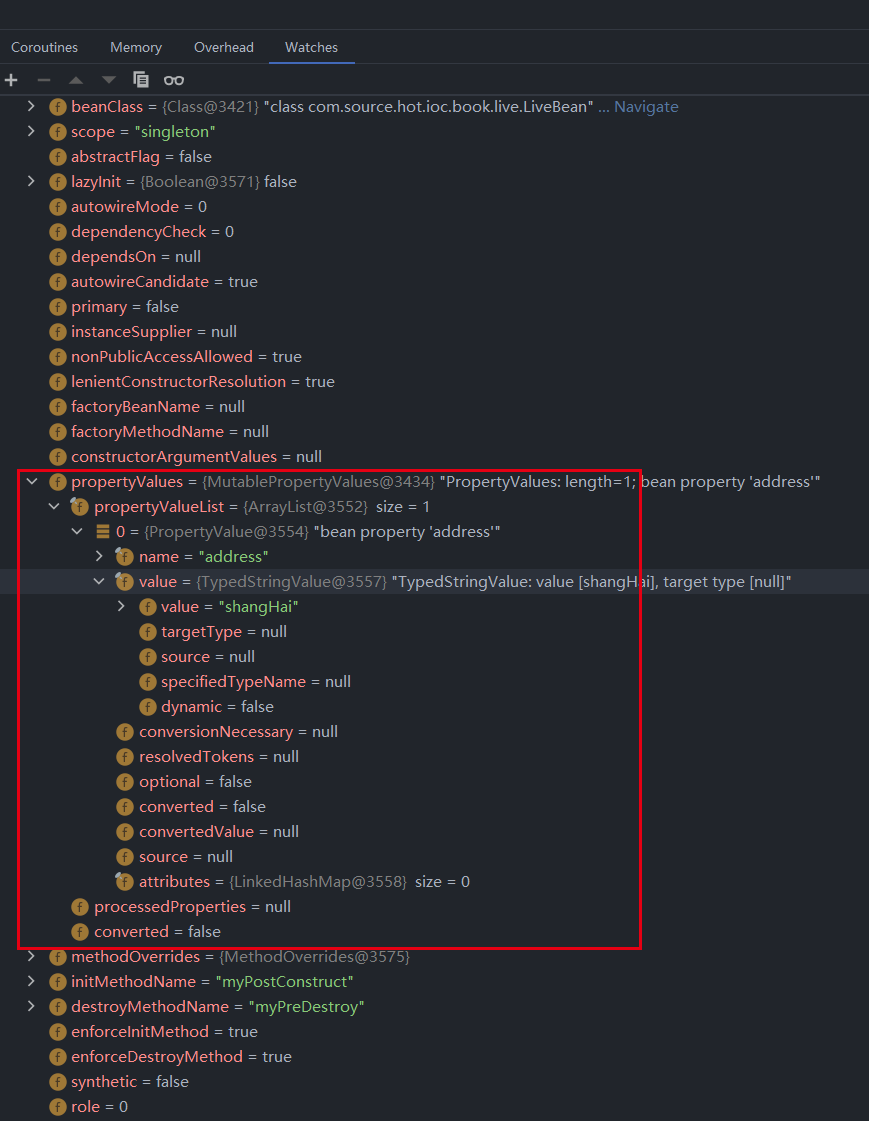 Coroutines Memory Overhead Watches
beanClass = {Class@3421} "class com.source.hot.ioc.book.live.LiveBean" ... Navigate
scope = "singleton"
abstractFlag = false
lazyInit = {Boolean@3571} false
autowireMode = 0
dependencyCheck = 0
dependsOn = null
autowireCandidate = true
primary = false
instanceSupplier = null
nonPublicAccessAllowed = true
lenientConstructorResolution = true
factoryBeanName = null
factoryMethodName = null
constructorArgumentValues = null
propertyValues = {MutablePropertyValues@3434} "PropertyValues: length=1; bean property 'address'"
propertyValueList = {ArrayList@3552} size = 1
0 = {PropertyValue@3554} "bean property 'address'"
name = "address"
value = {TypedStringValue@3557} "TypedStringValue: value [shangHai], target type [null]"
value = "shangHai"
targetType = null
source = null
specifiedTypeName = null
dynamic = false
conversionNecessary = null
resolvedTokens = null
optional = false
converted = false
convertedValue = null
source = null
attributes = {LinkedHashMap@3558} size = 0
processedProperties = null
converted = false
methodOverrides = {MethodOverrides@3575}
initMethodName = "myPostConstruct"
destroyMethodName = "myPreDestroy"
enforceInitMethod = true
enforceDestroyMethod = true
synthetic = false
role = 0